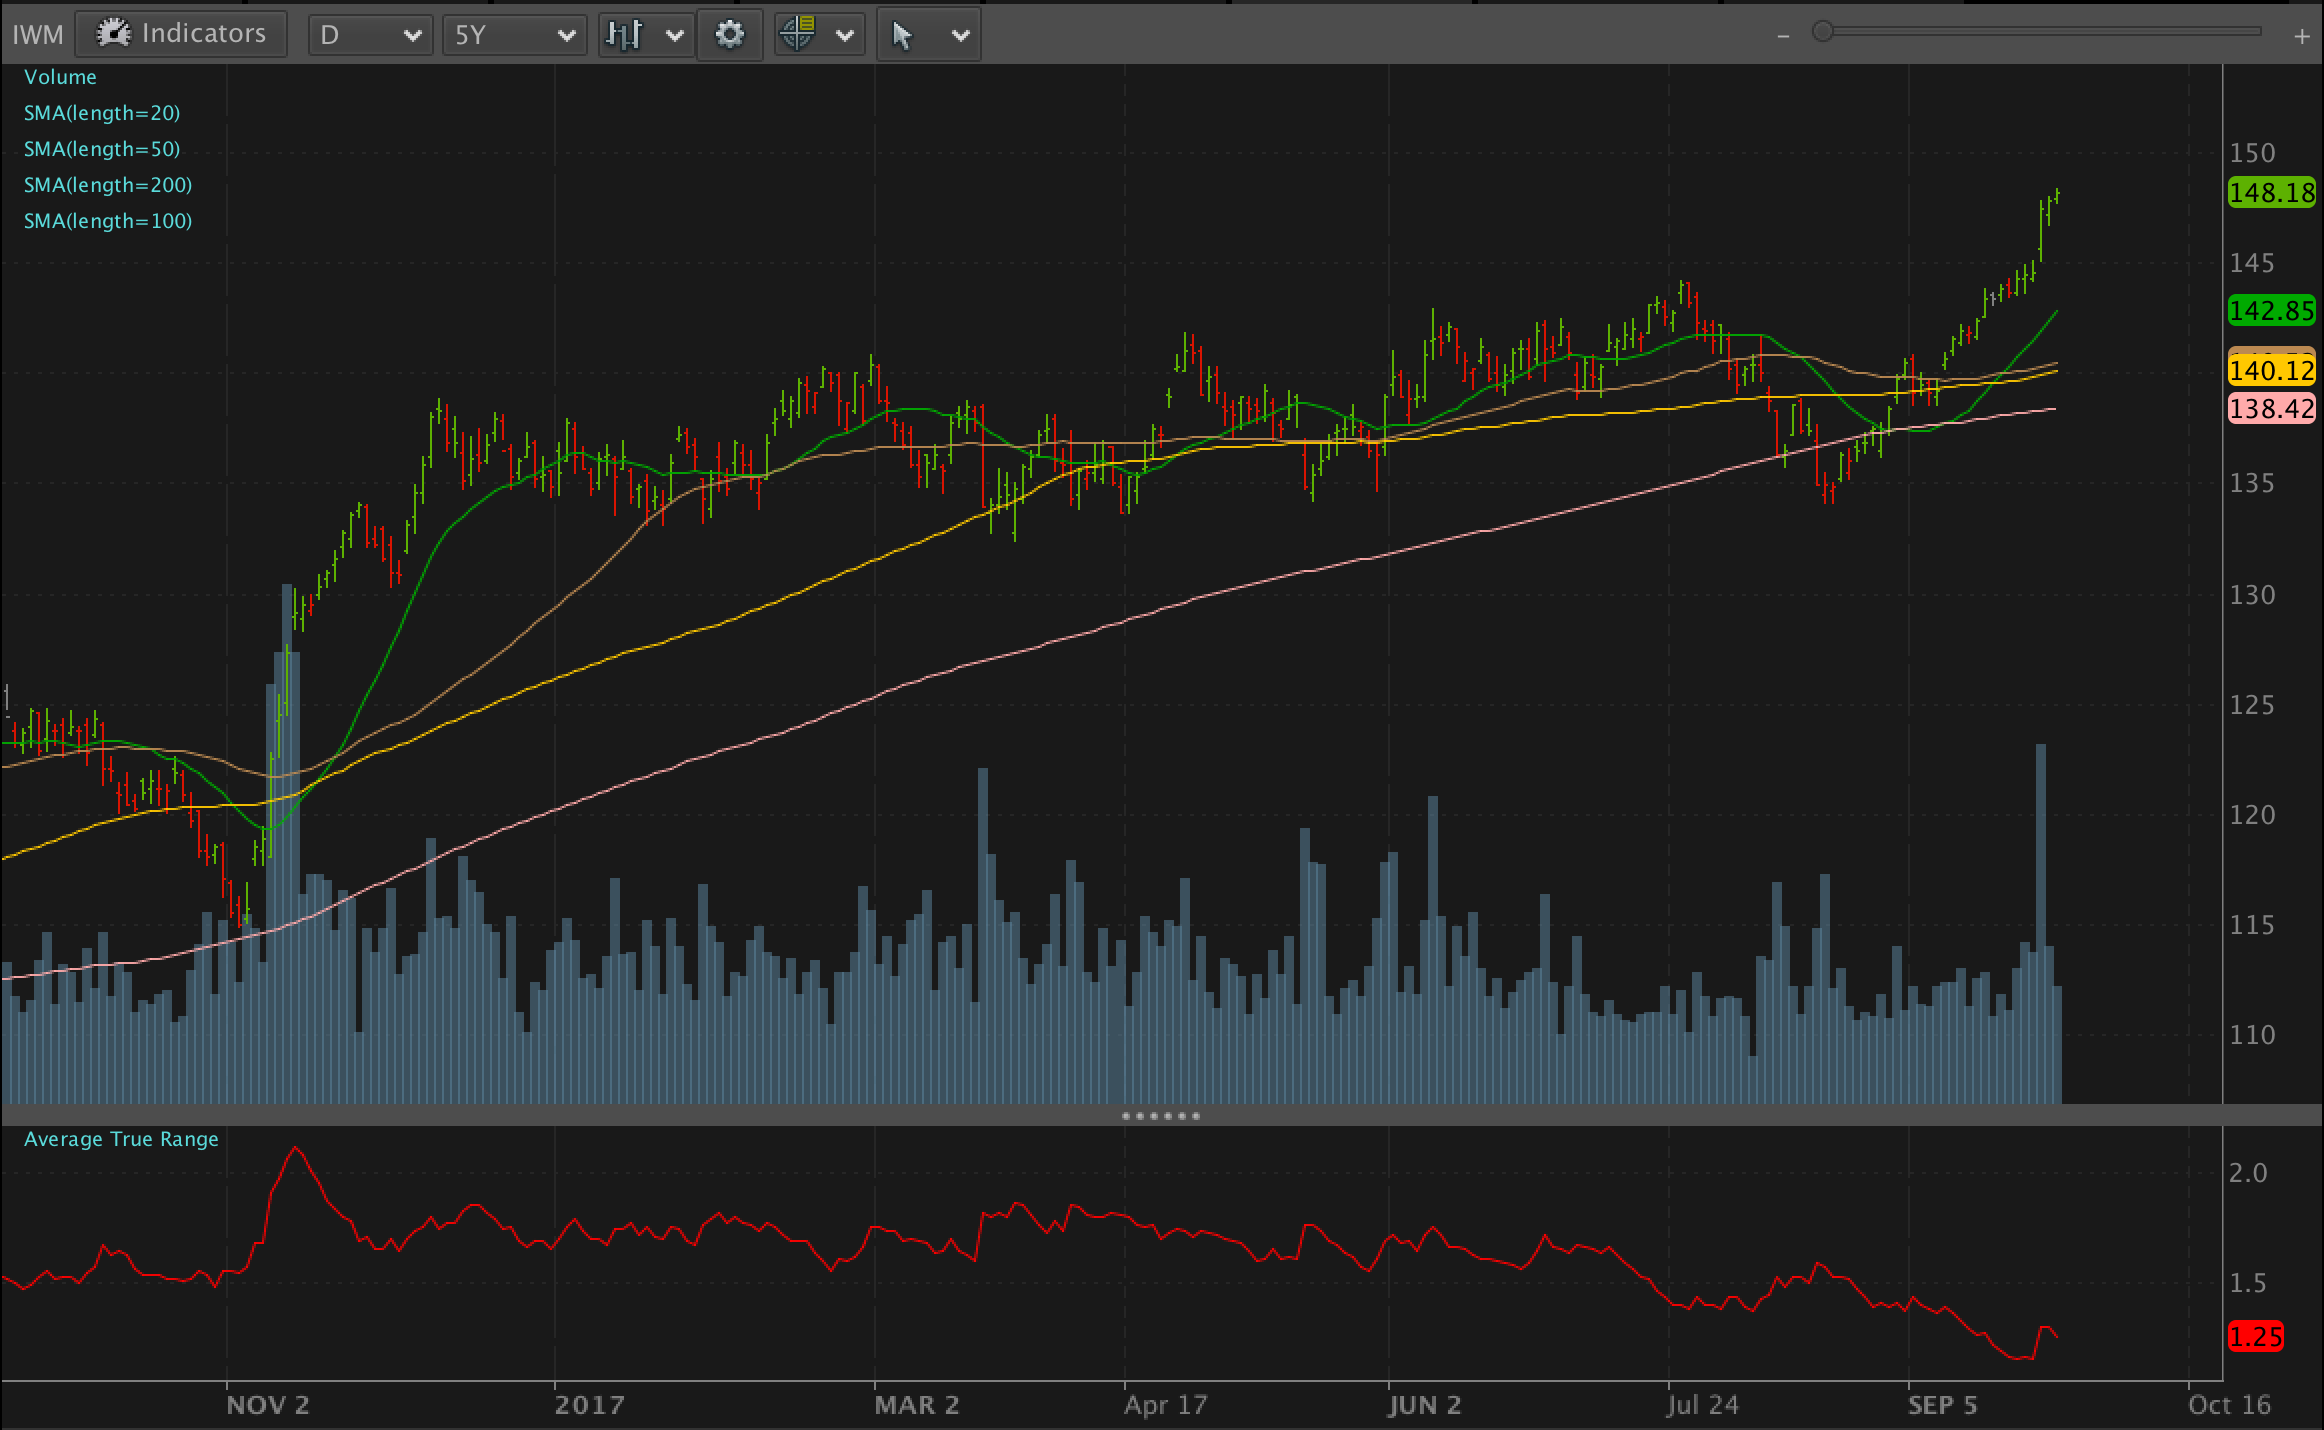 IWM Indicators D 5Y - +
Volume
SMA(length=20)
SMA(length=50)
SMA(length=200)
SMA(length=100)
150
148.18
145
142.85
140.12
138.42
135
130
125
120
115
110
Average True Range
2.0
1.5
1.25
NOV 2 2017 MAR 2 Apr 17 JUN 2 Jul 24 SEP 5 Oct 16